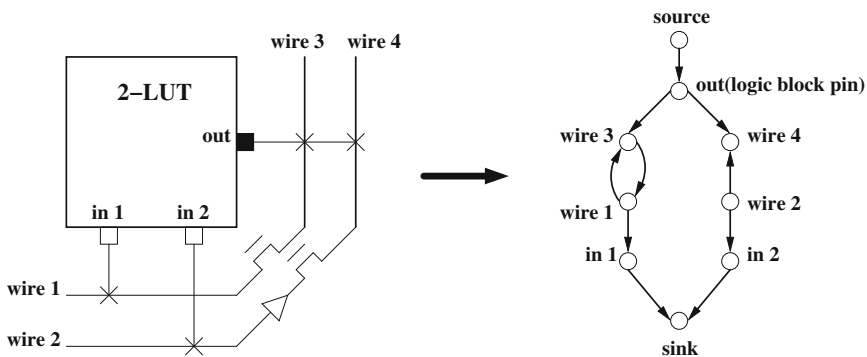 wire 3
wire 4
2-LUT
out
in 1
in 2
wire 1
wire 2
source
out(logic block pin)
wire 3
wire 4
wire 1
wire 2
in 1
in 2
sink